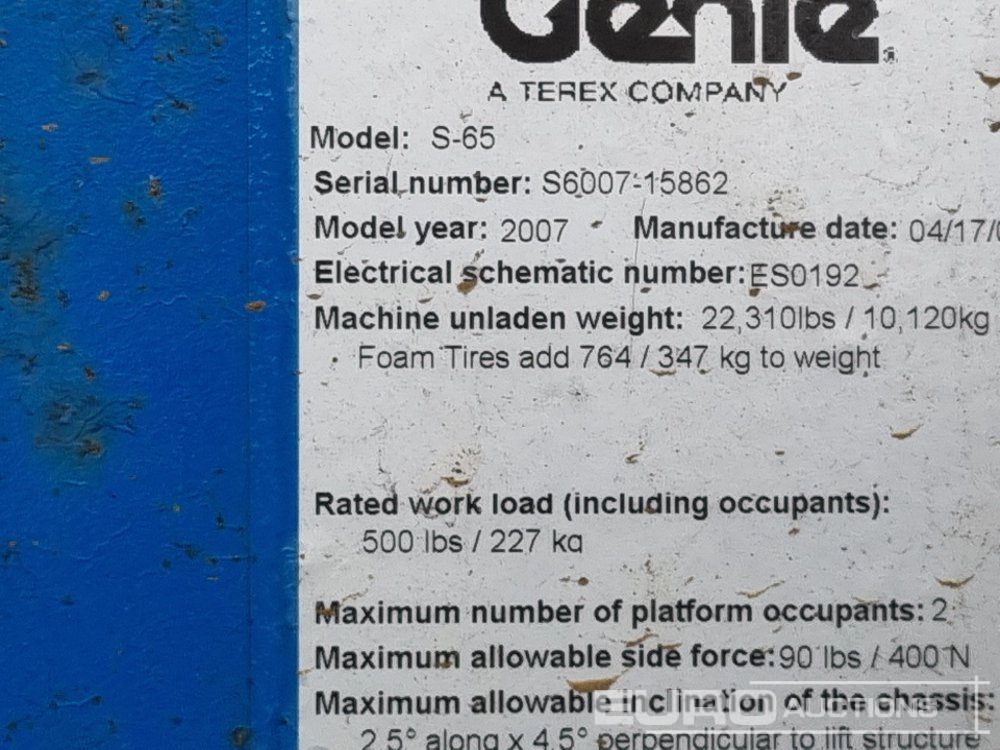 Genie
A TEREX COMPANY
Model: S-65
Serial number: S6007-15862
Model year: 2007 Manufacture date: 04/17/0
Electrical schematic number: ES0192
Machine unladen weight: 22,310lbs / 10,120kg
· Foam Tires add 764 / 347 kg to weight
Rated work load (including occupants):
500 lbs / 227 kg
Maximum number of platform occupants: 2
Maximum allowable side force: 90 lbs / 400 N
Maximum allowable inclination of the chassis:
2.5° along x 4.5° perpendicular to lift structure
EURO AUCTIONS